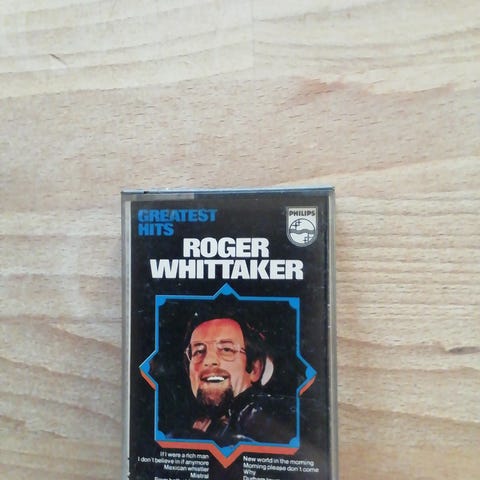 GREATEST
HITS
PHILIPS
ROGER
WHITTAKER
If I were a rich man
I don't believe in if anymore
Mexican whistler
Mistral
New world in the morning
Morning please don't come
Why